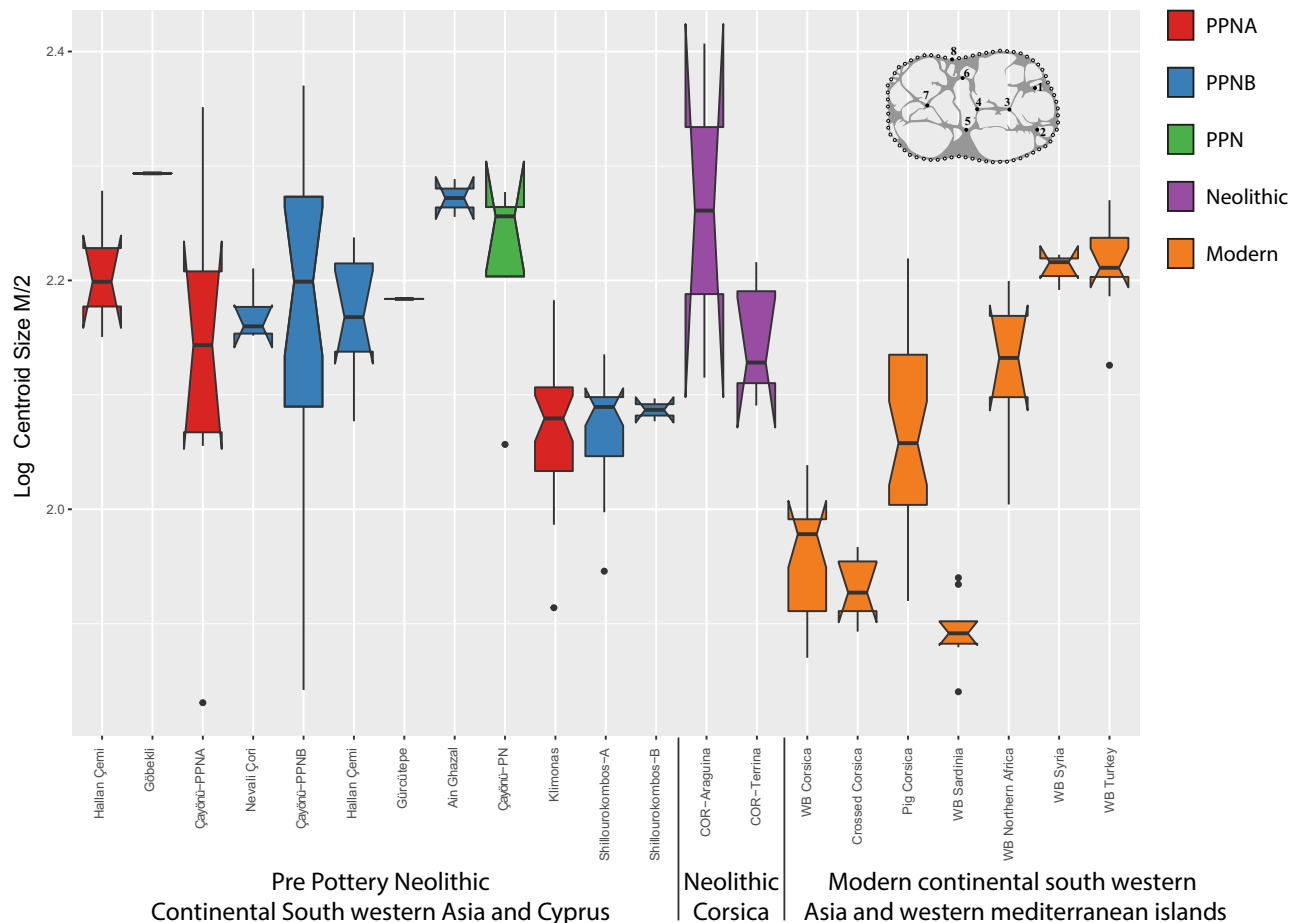 2.4
2.2
2.0
Log Centroid Size M/2
8
6
1
7
4
3
5
2
PPNA
PPNB
PPN
Neolithic
Modern
Hallan Çemi
Göbekli
Çayönü−PPNA
Nevali Çori
Çayönü−PPNB
Hallan Çemi
Gürcütepe
Ain Ghazal
Çayönü−PN
Klimonas
Shillourokombos−A
Shillourokombos−B
COR−Araguina
COR−Terrina
WB Corsica
Crossed Corsica
Pig Corsica
WB Sardinia
WB Northern Africa
WB Syria
WB Turkey
Pre Pottery Neolithic
Continental South western Asia and Cyprus
Neolithic
Corsica
Modern continental south western
Asia and western mediterranean islands